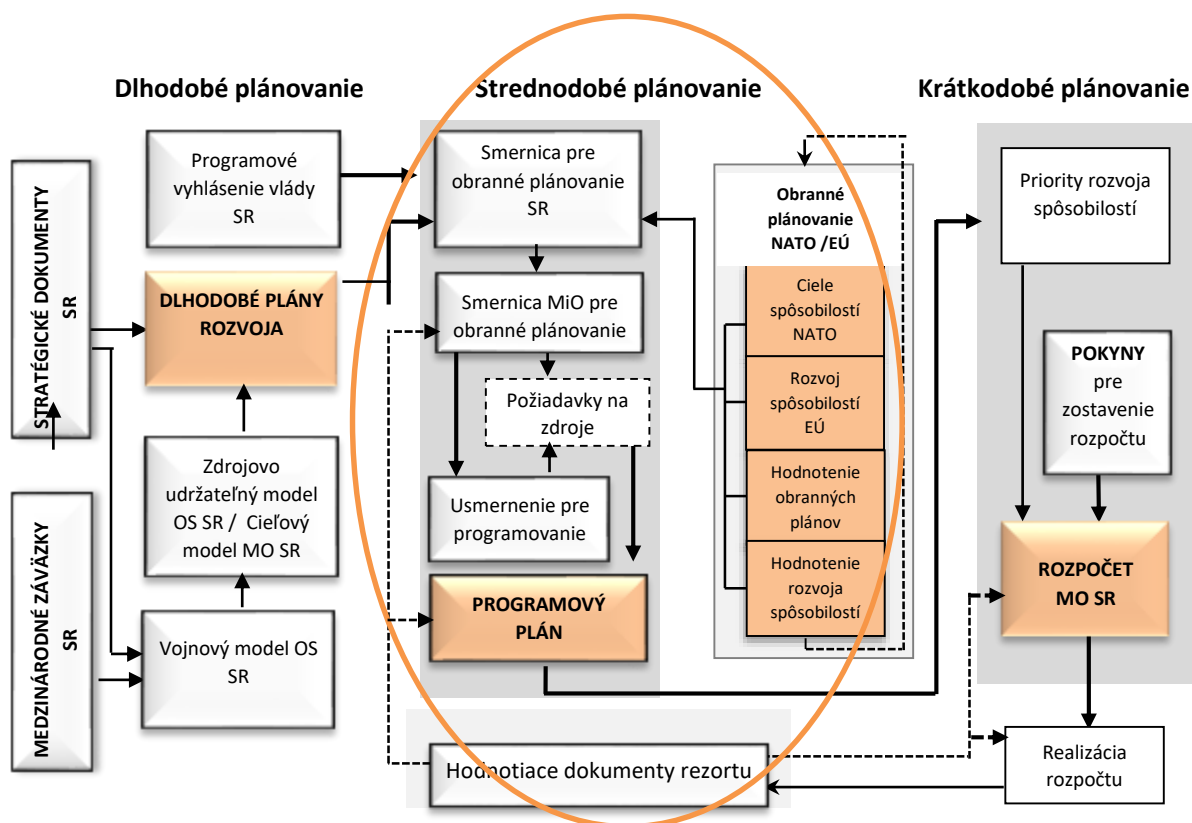 Dlhodobé plánovanie
Strednodobé plánovanie
Krátkodobé plánovanie
STRATÉGICKÉ DOKUMENTY
SR
MEDZINÁRODNÉ ZÁVÄZKY
SR
Programové
vyhlásenie vlády
SR
DLHODOBÉ PLÁNY
ROZVOJA
Zdrojovo
udržateľný model
OS SR / Cieľový
model MO SR
Vojnový model OS
SR
Smernica pre
obranné plánovanie
SR
Smernica MiO pre
obranné plánovanie
Požiadavky na
zdroje
Usmernenie pre
programovanie
PROGRAMOVÝ
PLÁN
Obranné
plánovanie
NATO /EÚ
Ciele
spôsobilostí
NATO
Rozvoj
spôsobilostí
EÚ
Hodnotenie
obranných
plánov
Hodnotenie
rozvoja
spôsobilostí
Priority rozvoja
spôsobilostí
POKYNY
pre
zostavenie
rozpočtu
ROZPOČET
MO SR
Realizácia
rozpočtu
Hodnotiace dokumenty rezortu